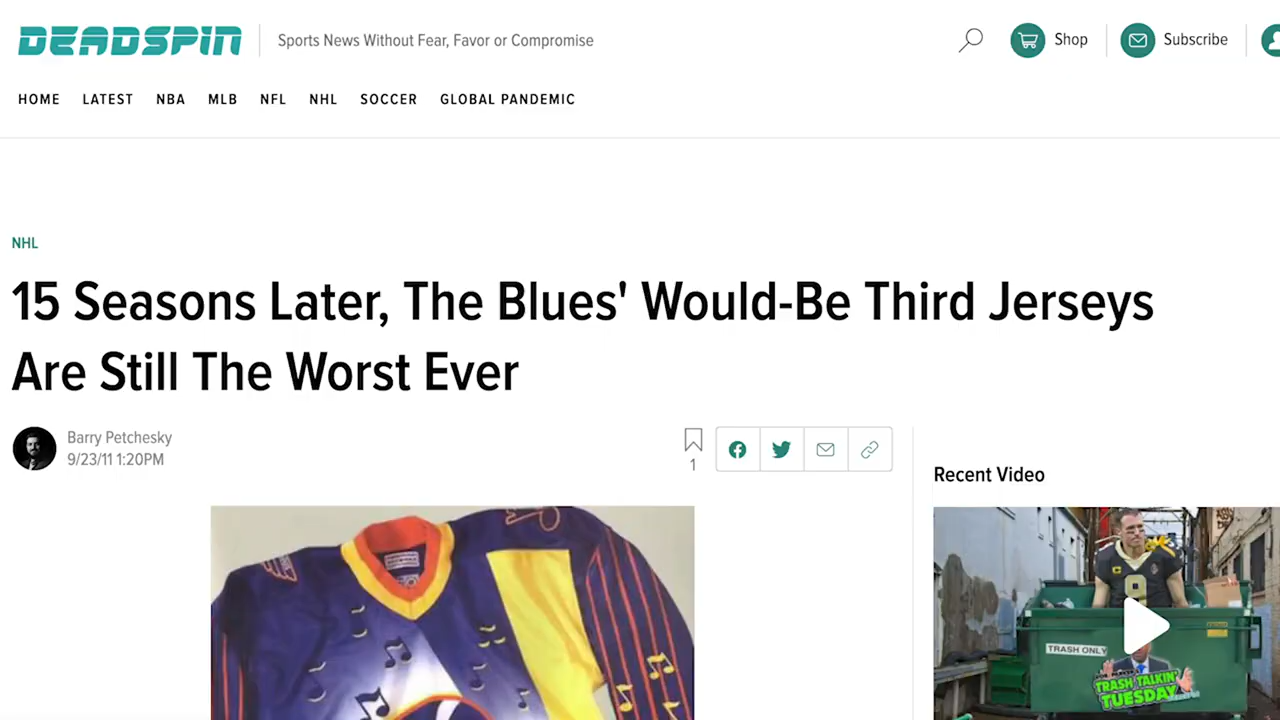 DEADSPIN
Sports News Without Fear, Favor or Compromise
Shop
Subscribe
HOME LATEST NBA MLB NFL NHL SOCCER GLOBAL PANDEMIC
NHL
15 Seasons Later, The Blues' Would-Be Third Jerseys
Are Still The Worst Ever
Barry Petchesky
9/23/11 1:20PM
1
Recent Video
9
TRASH ONLY
TRASH TALKIN'
TUESDAY